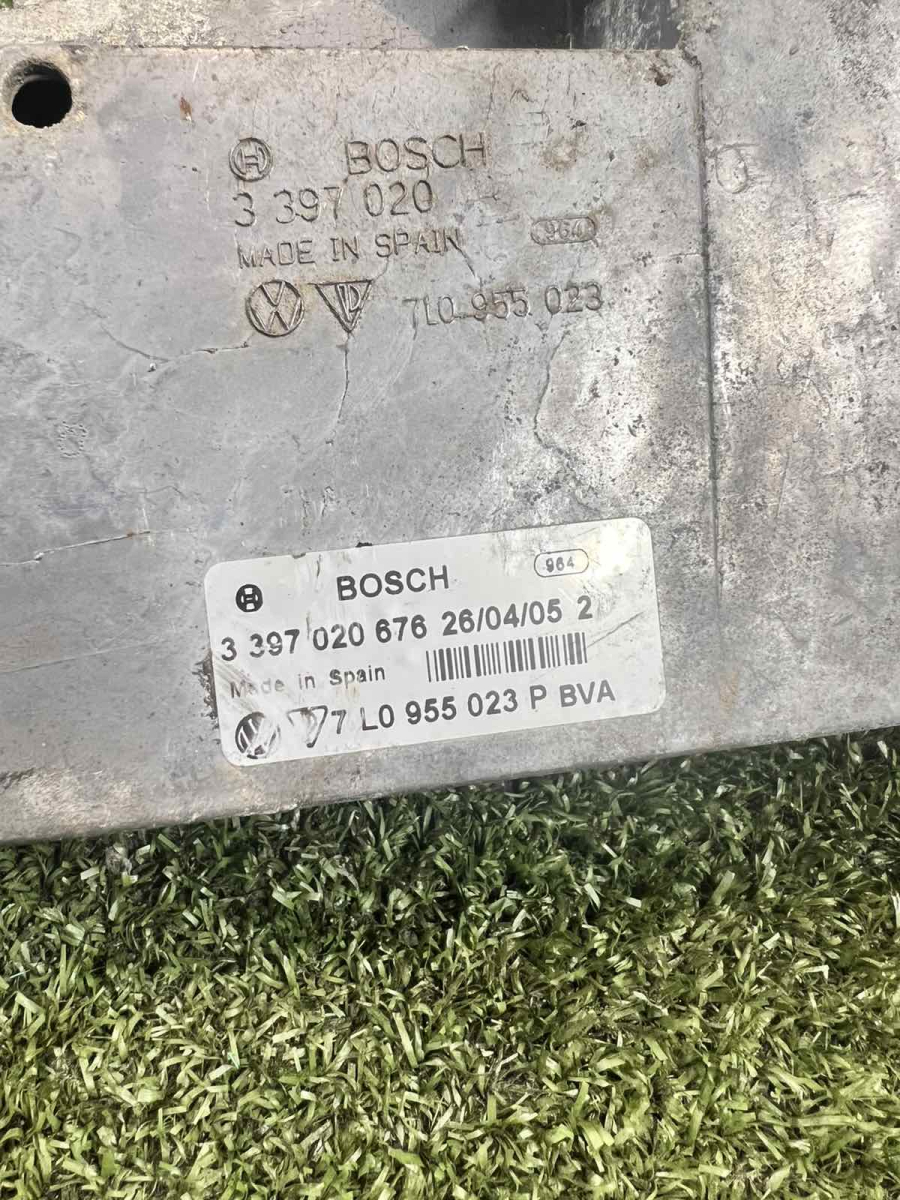 BOSCH
3 397 020
MADE IN SPAIN 964
7L0 955 023
BOSCH 964
3 397 020 676 26/04/05 2
Made in Spain
7 L0 955 023 P BVA